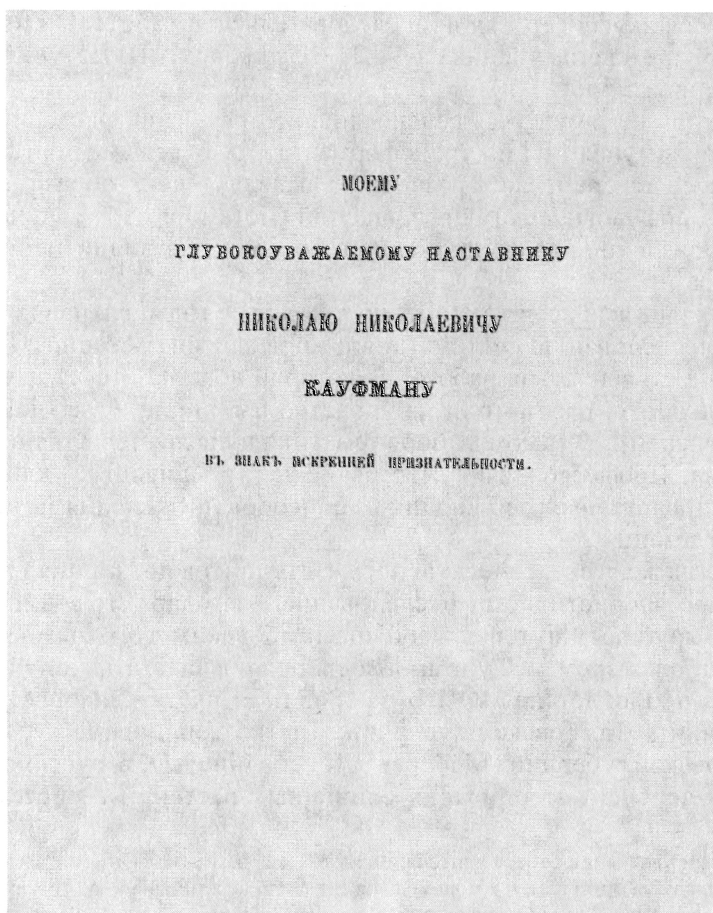 МОЕМУ
ГЛУБОКОУВАЖАЕМОМУ НАСТАВНИКУ
НИКОЛАЮ НИКОЛАЕВИЧУ
КАУФМАНУ
ВЪ ЗНАКЪ ИСКРЕННЕЙ ПРИЗНАТЕЛЬНОСТИ.